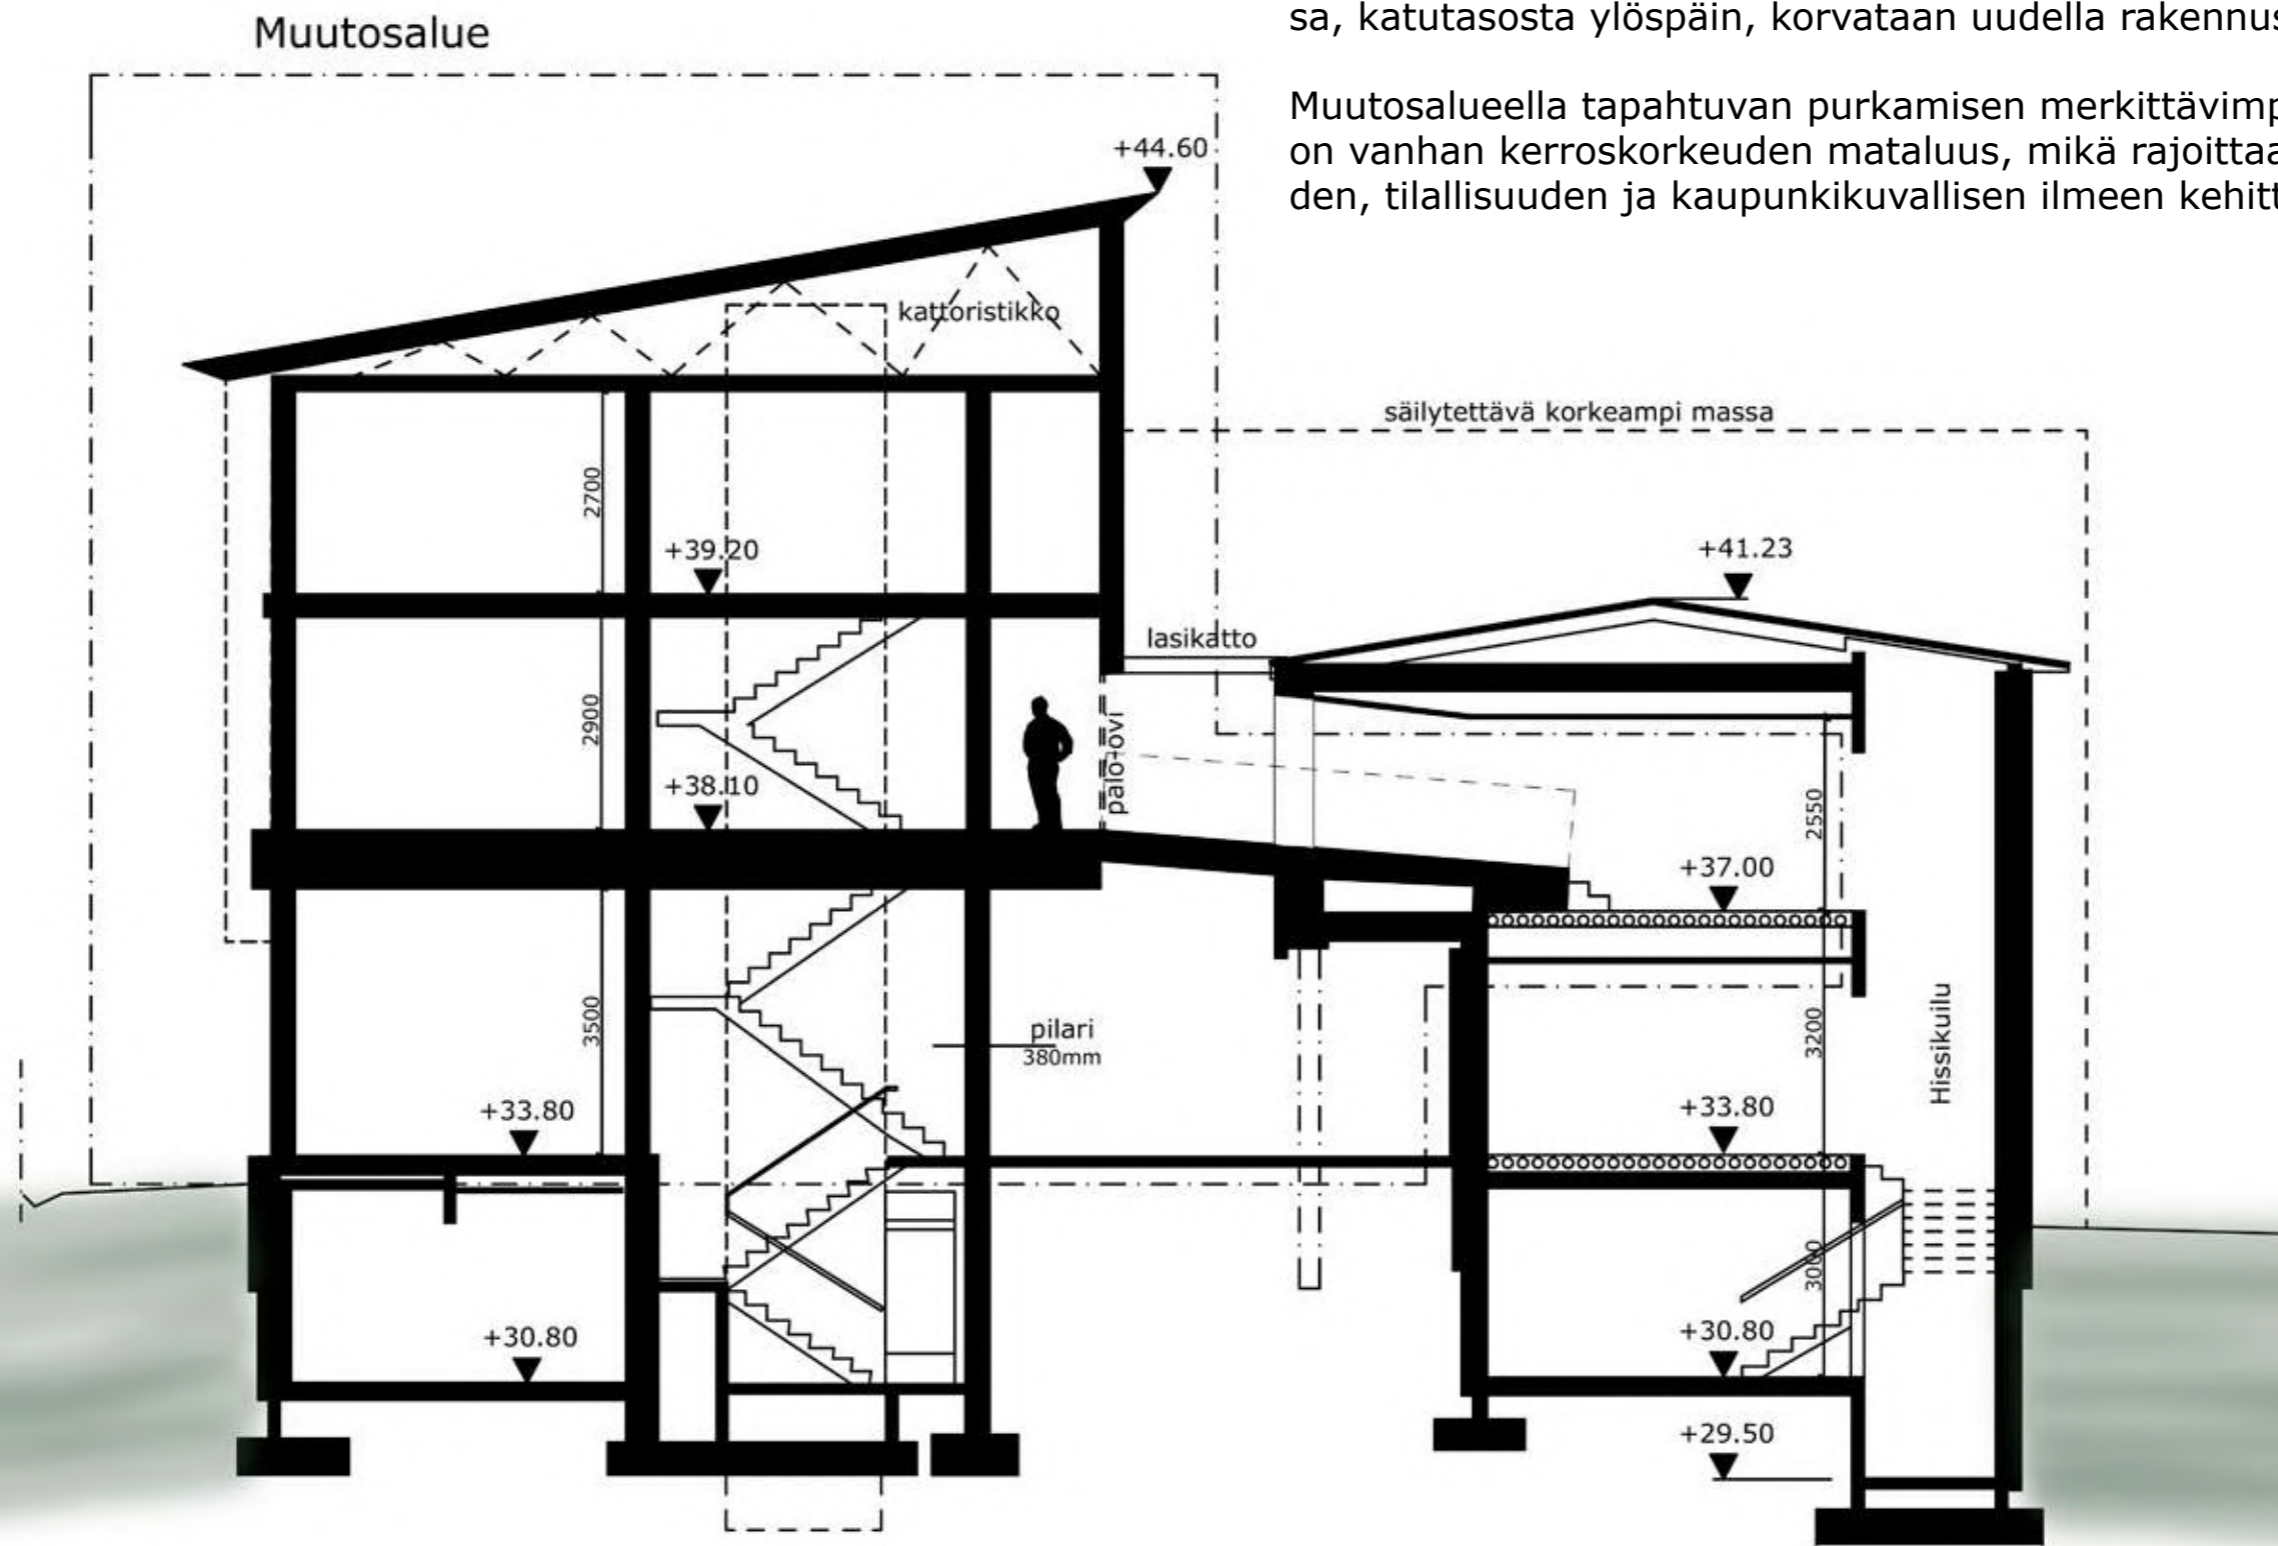 Muutosalue
sa, katutasosta ylöspäin, korvataan uudella rakennus
Muutosalueella tapahtuvan purkamisen merkittävimp
on vanhan kerroskorkeuden mataluus, mikä rajoittaa
den, tilallisuuden ja kaupunkikuvallisen ilmeen kehitt
+44.60
kattoristikko
säilytettävä korkeampi massa
2700
+39.20
+41.23
lasikatto
2900
palo-ovi
+38.10
2550
+37.00
3500
pilari
380mm
3200
Hissikuilu
+33.80
+33.80
3000
+30.80
+30.80
+29.50